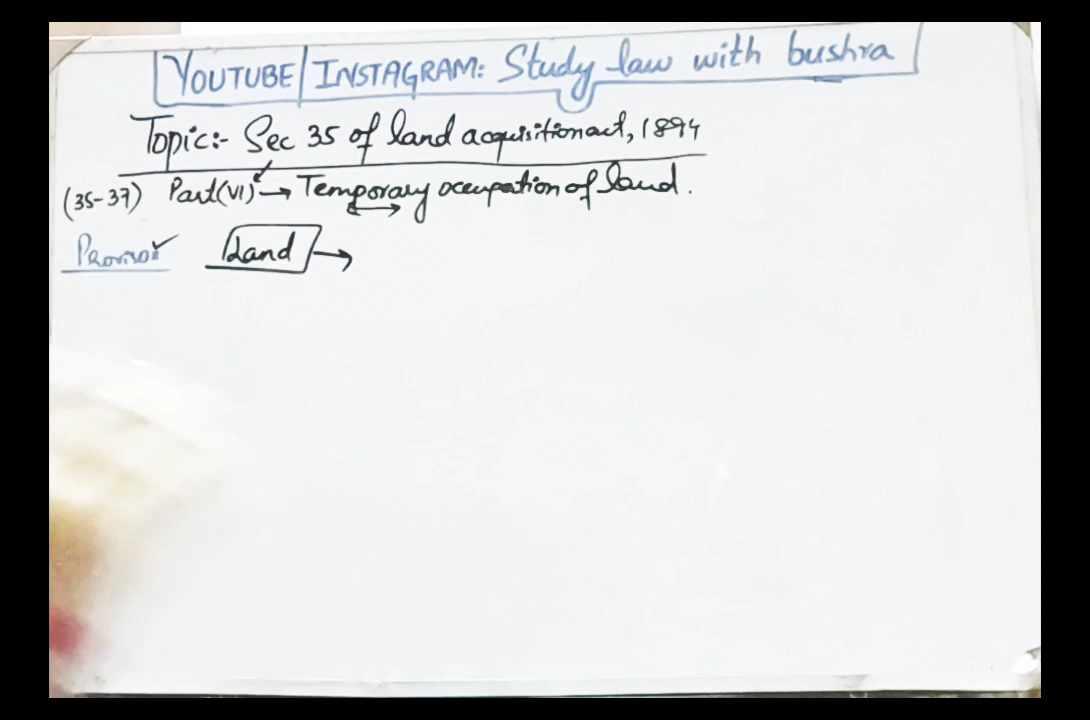 YOUTUBE/INSTAGRAM: Study law with bushra
Topic:- Sec 35 of land acquisition act, 1894
(35-37) Part(VI) → Temporary occupation of land.
Land →